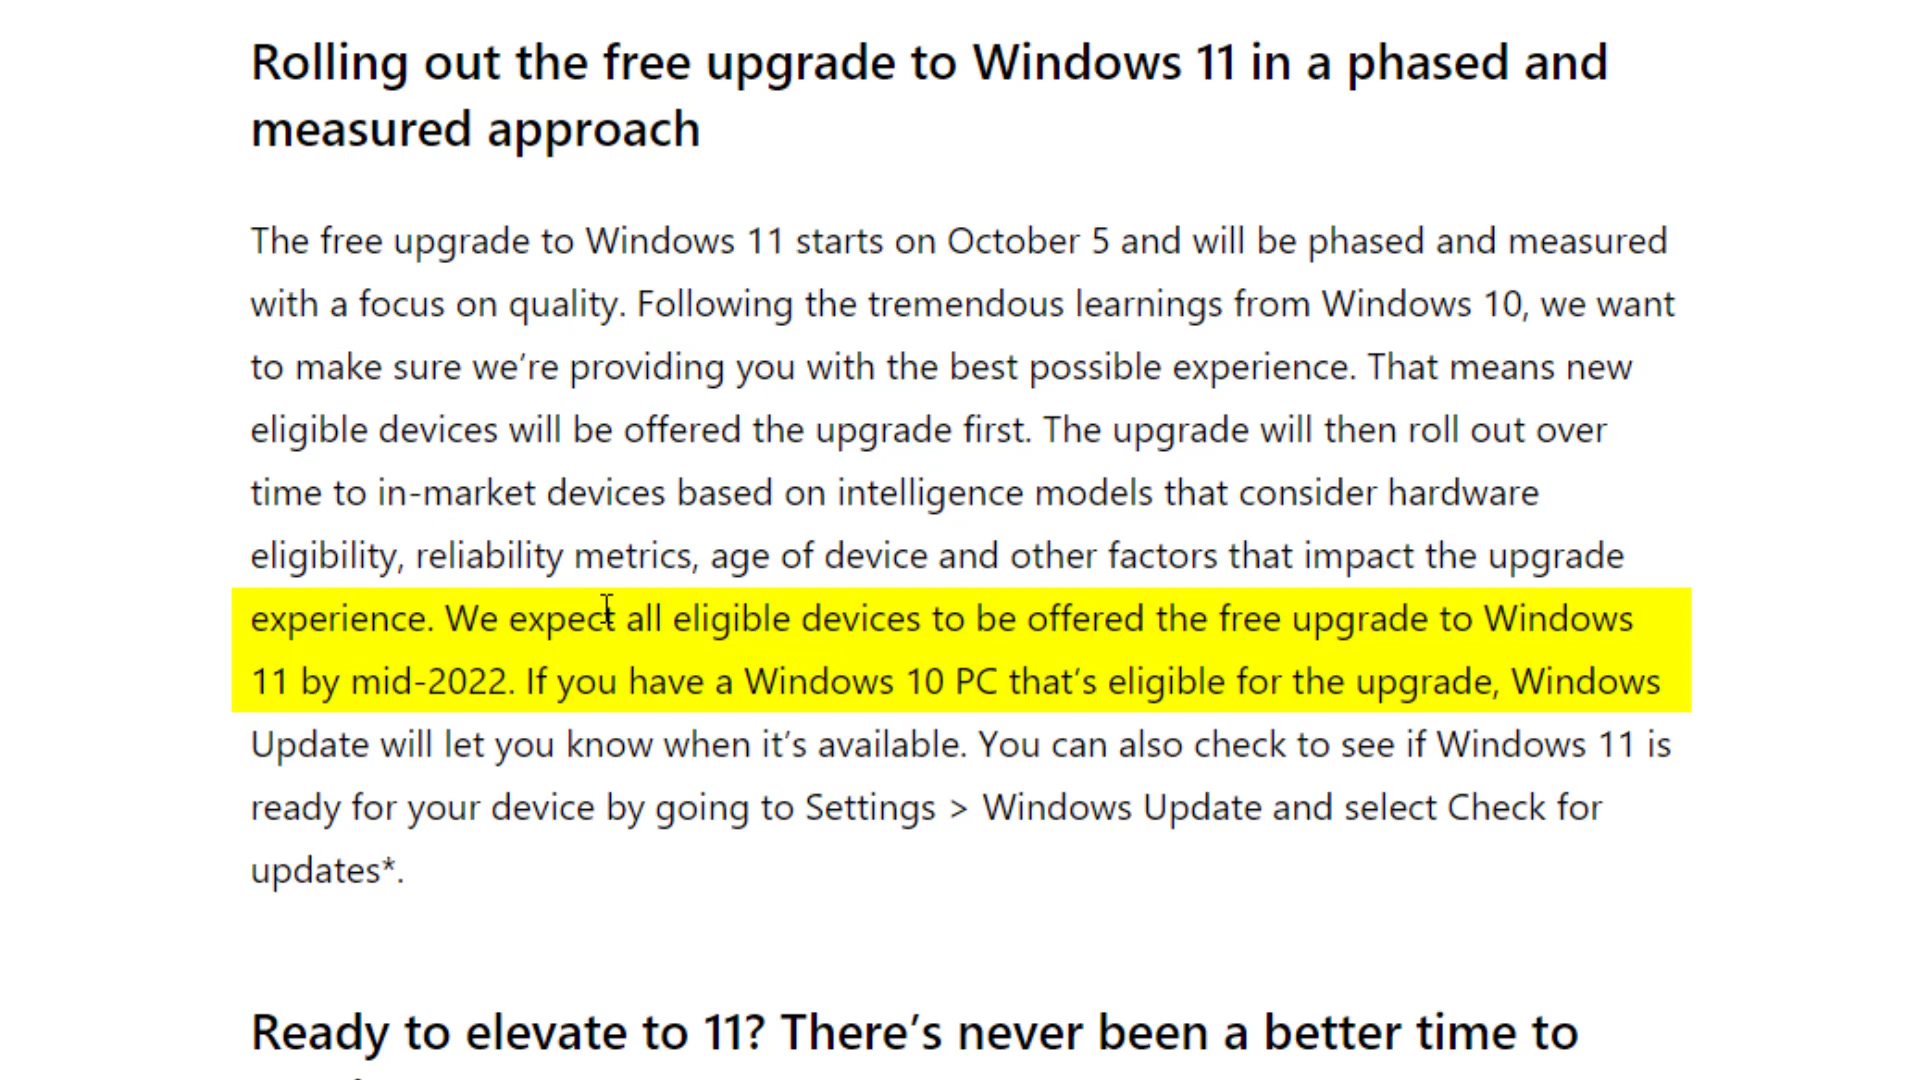 Rolling out the free upgrade to Windows 11 in a phased and
measured approach
The free upgrade to Windows 11 starts on October 5 and will be phased and measured
with a focus on quality. Following the tremendous learnings from Windows 10, we want
to make sure we’re providing you with the best possible experience. That means new
eligible devices will be offered the upgrade first. The upgrade will then roll out over
time to in-market devices based on intelligence models that consider hardware
eligibility, reliability metrics, age of device and other factors that impact the upgrade
experience. We expect all eligible devices to be offered the free upgrade to Windows
11 by mid-2022. If you have a Windows 10 PC that’s eligible for the upgrade, Windows
Update will let you know when it’s available. You can also check to see if Windows 11 is
ready for your device by going to Settings > Windows Update and select Check for
updates*.
Ready to elevate to 11? There’s never been a better time to